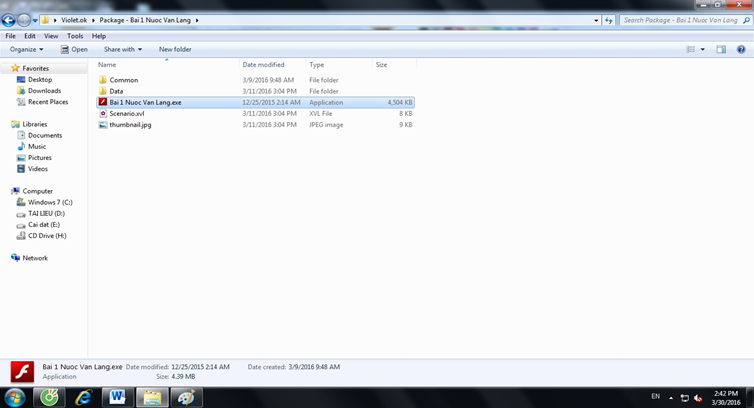 Violet.ok ▸ Package - Bai 1 Nuoc Van Lang ▸
Search Package - Bai 1 Nuoc Van Lang
File Edit View Tools Help
Organize Open Share with New folder
Name Date modified Type Size
Common 3/9/2016 9:48 AM File folder
Data 3/11/2016 3:04 PM File folder
Bai 1 Nuoc Van Lang.exe 12/25/2015 2:14 AM Application 4,504 KB
Scenario.xvl 3/11/2016 3:04 PM XVL File 8 KB
thumbnail.jpg 3/11/2016 3:04 PM JPEG image 9 KB
Favorites
Desktop
Downloads
Recent Places
Libraries
Documents
Music
Pictures
Videos
Computer
Windows 7 (C:)
TAI LIEU (D:)
Cai dat (E:)
CD Drive (H:)
Network
Bai 1 Nuoc Van Lang.exe Date modified: 12/25/2015 2:14 AM Date created: 3/9/2016 9:48 AM
Application Size: 4.39 MB
EN 2:42 PM
3/30/2016